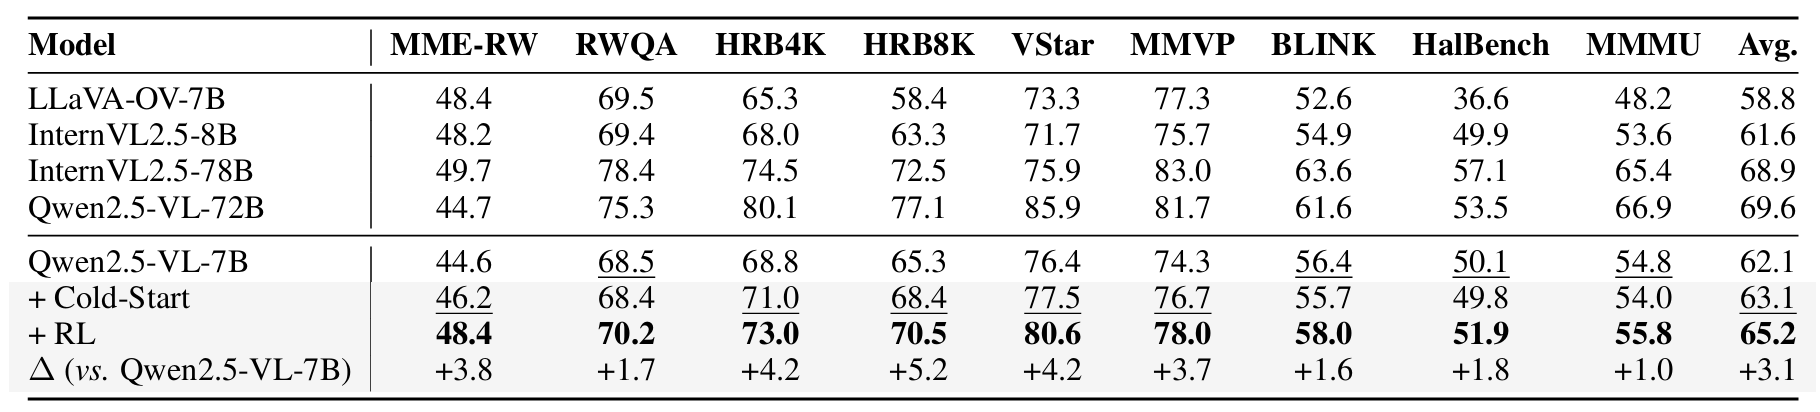 Model MME-RW RWQA HRB4K HRB8K VStar MMVP BLINK HalBench MMMU Avg.
LLaVA-OV-7B 48.4 69.5 65.3 58.4 73.3 77.3 52.6 36.6 48.2 58.8
InternVL2.5-8B 48.2 69.4 68.0 63.3 71.7 75.7 54.9 49.9 53.6 61.6
InternVL2.5-78B 49.7 78.4 74.5 72.5 75.9 83.0 63.6 57.1 65.4 68.9
Qwen2.5-VL-72B 44.7 75.3 80.1 77.1 85.9 81.7 61.6 53.5 66.9 69.6
Qwen2.5-VL-7B 44.6 68.5 68.8 65.3 76.4 74.3 56.4 50.1 54.8 62.1
+ Cold-Start 46.2 68.4 71.0 68.4 77.5 76.7 55.7 49.8 54.0 63.1
+ RL 48.4 70.2 73.0 70.5 80.6 78.0 58.0 51.9 55.8 65.2
Δ (vs. Qwen2.5-VL-7B) +3.8 +1.7 +4.2 +5.2 +4.2 +3.7 +1.6 +1.8 +1.0 +3.1